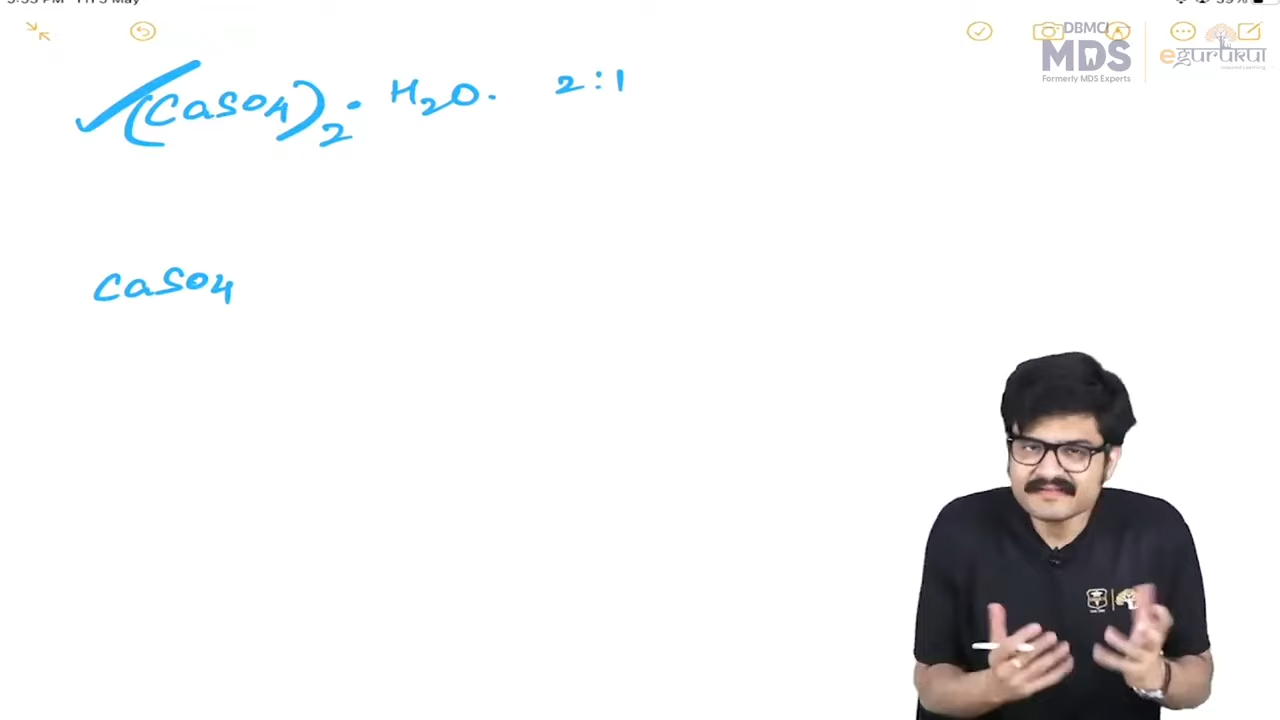 (CaSO4)2 · H2O. 2:1
CaSO4
DBMCI
MDS
Formerly MDS Experts
egurukul